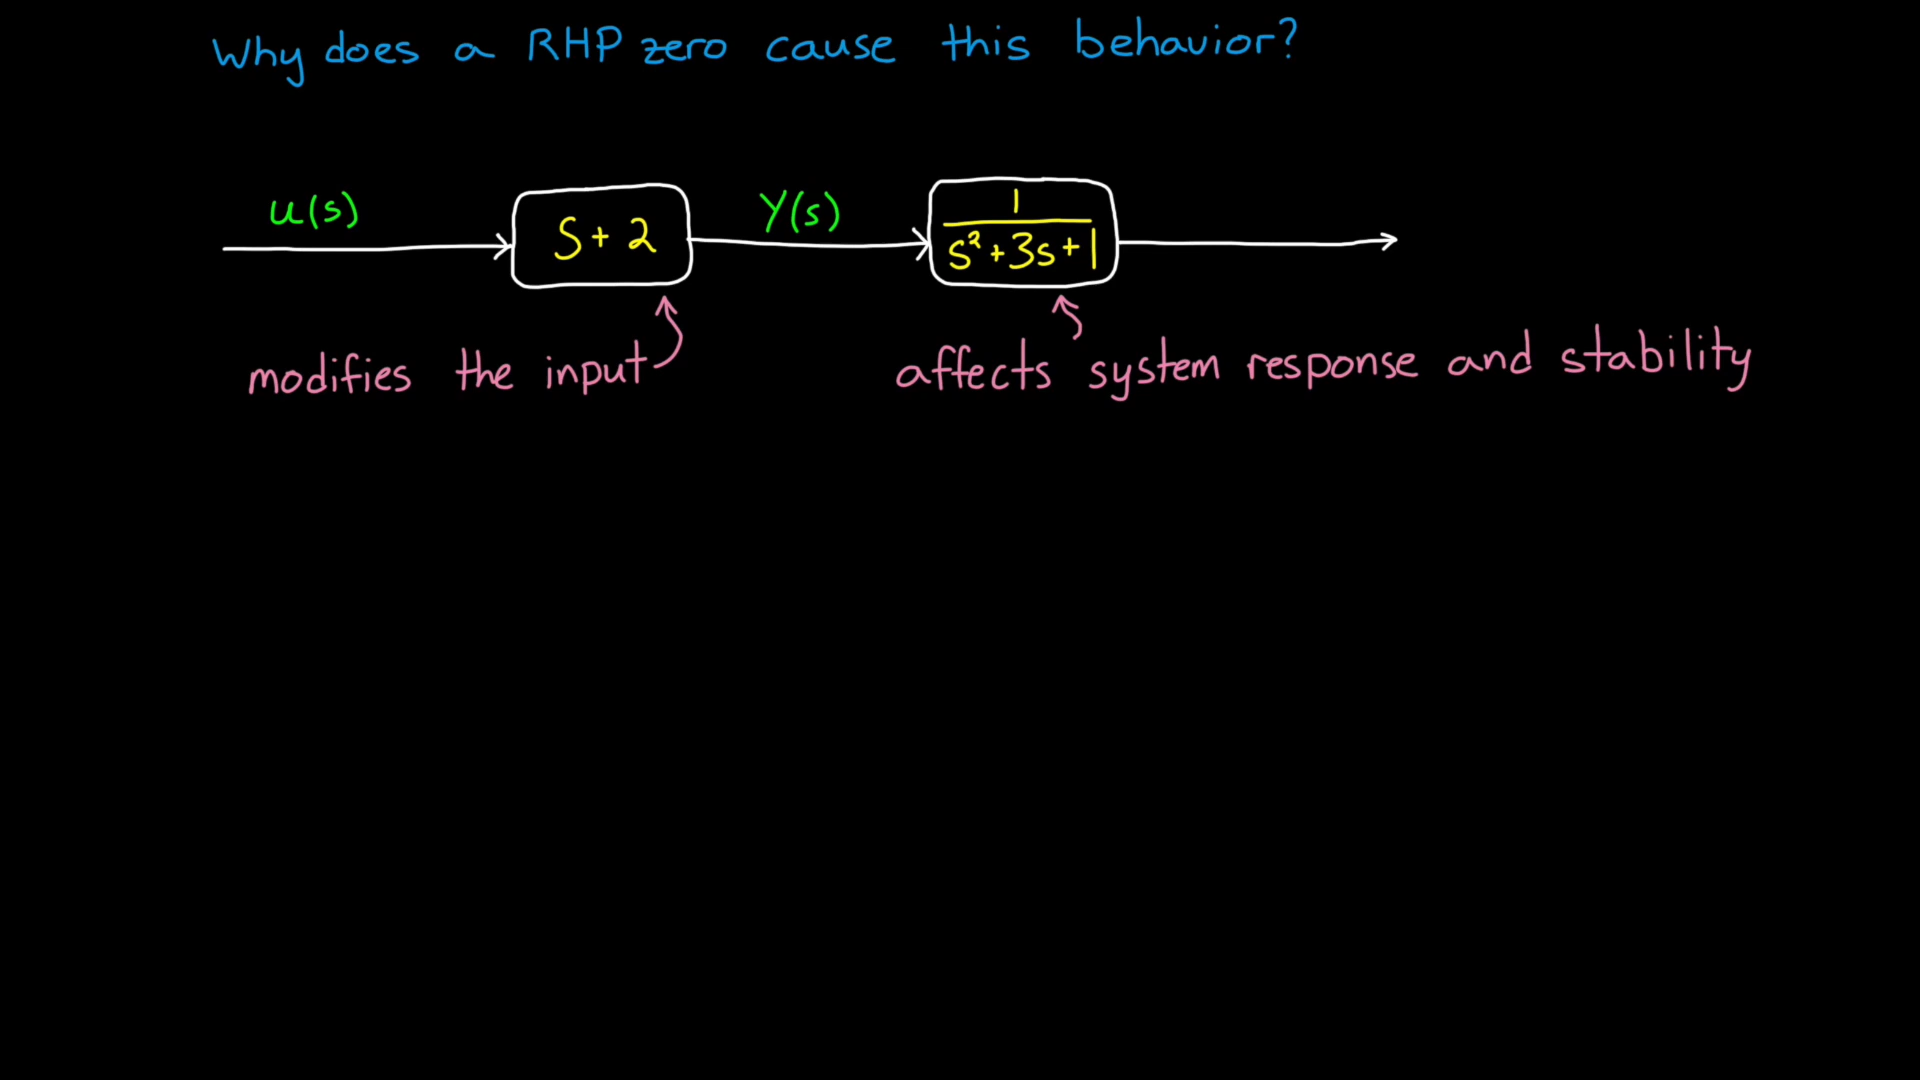 Why does a RHP zero cause this behavior?
u(s)
S + 2
Y(s)
1
s²+3s+1
modifies the input
affects system response and stability